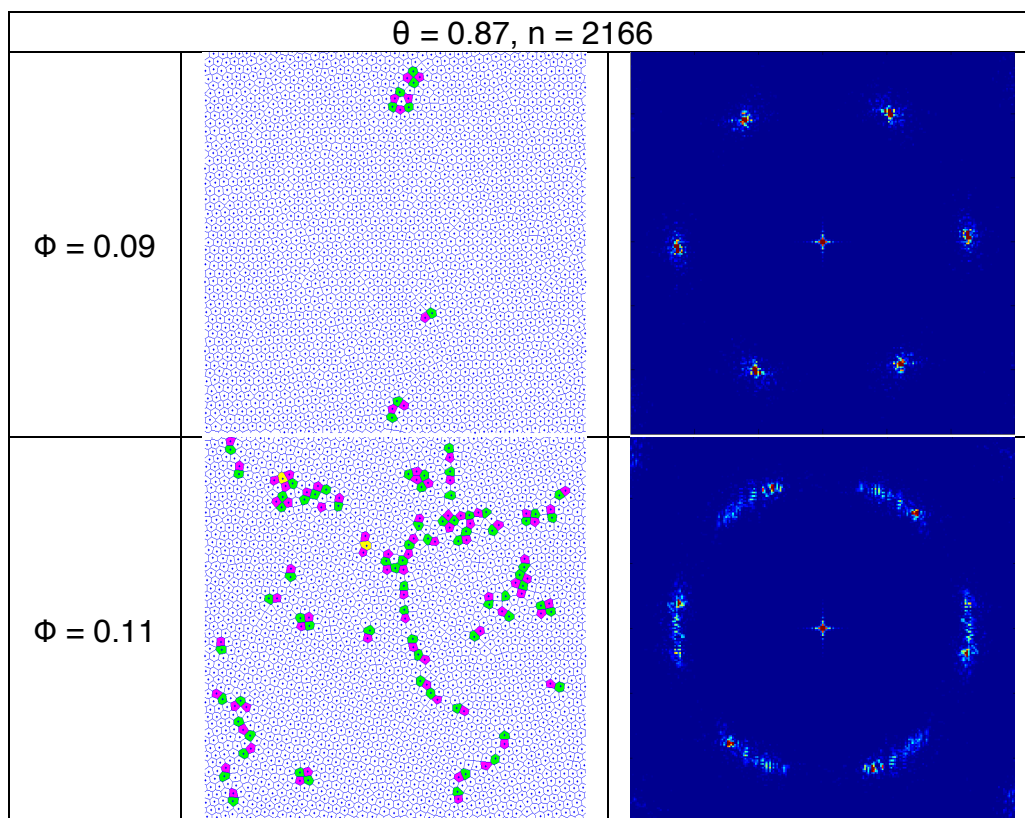 θ = 0.87, n = 2166
Φ = 0.09
Φ = 0.11